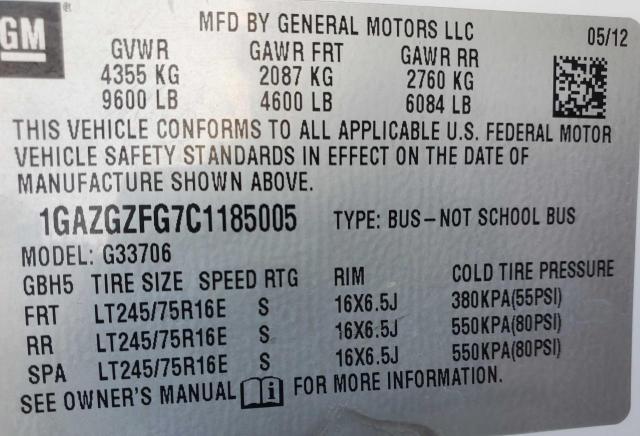 GM
MFD BY GENERAL MOTORS LLC
05/12
GVWR GAWR FRT GAWR RR
4355 KG 2087 KG 2760 KG
9600 LB 4600 LB 6084 LB
THIS VEHICLE CONFORMS TO ALL APPLICABLE U.S. FEDERAL MOTOR
VEHICLE SAFETY STANDARDS IN EFFECT ON THE DATE OF
MANUFACTURE SHOWN ABOVE.
1GAZGZFG7C1185005 TYPE: BUS-NOT SCHOOL BUS
MODEL: G33706
GBH5 TIRE SIZE SPEED RTG RIM COLD TIRE PRESSURE
FRT LT245/75R16E S 16X6.5J 380KPA(55PSI)
RR LT245/75R16E S 16X6.5J 550KPA(80PSI)
SPA LT245/75R16E S 16X6.5J 550KPA(80PSI)
SEE OWNER'S MANUAL i FOR MORE INFORMATION.